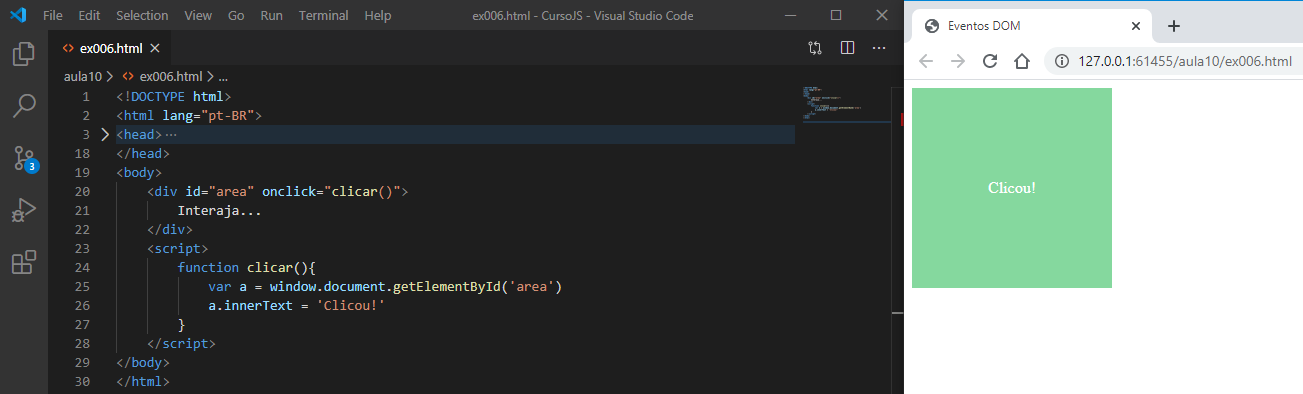 File Edit Selection View Go Run Terminal Help ex006.html - CursoJS - Visual Studio Code
ex006.html
aula10 > ex006.html > ...
1 <!DOCTYPE html>
2 <html lang="pt-BR">
3 <head> ...
18 </head>
19 <body>
20 <div id="area" onclick="clicar()">
21 Interaja...
22 </div>
23 <script>
24 function clicar(){
25 var a = window.document.getElementById('area')
26 a.innerText = 'Clicou!'
27 }
28 </script>
29 </body>
30 </html>
3
Eventos DOM
127.0.0.1:61455/aula10/ex006.html
Clicou!